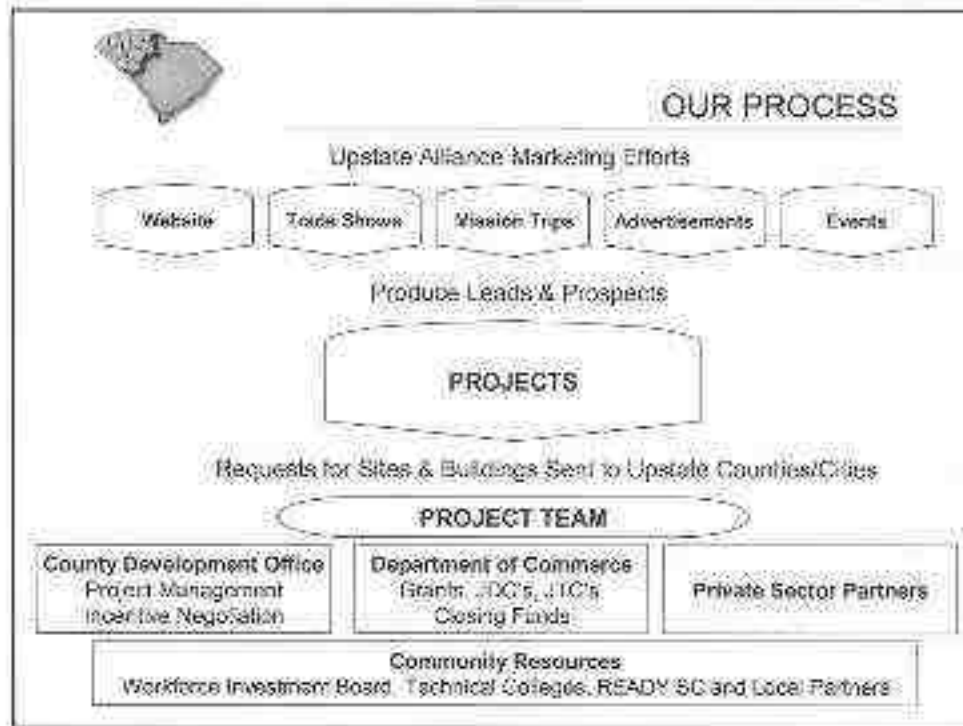 OUR PROCESS
Upstate Alliance Marketing Efforts
Website
Trade Shows
Mission Trips
Advertisements
Events
Produce Leads & Prospects
PROJECTS
Requests for Sites & Buildings Sent to Upstate Counties/Cities
PROJECT TEAM
County Development Office
Project Management
Incentive Negotiation
Department of Commerce
Grants, JDC's, JTC's
Closing Funds
Private Sector Partners
Community Resources
Workforce Investment Board, Technical Colleges, READY SC and Local Partners